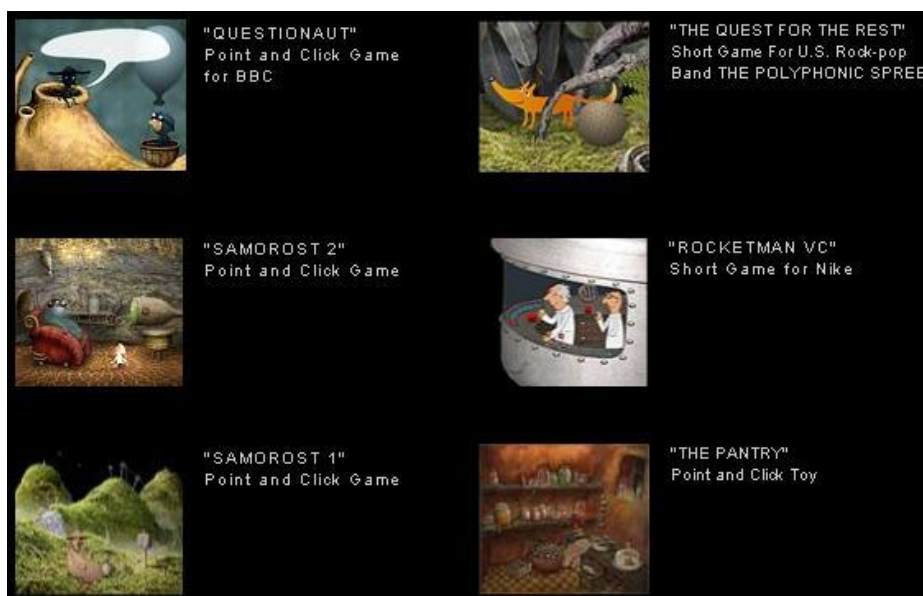 "QUESTIONAUT"
Point and Click Game
for BBC
"THE QUEST FOR THE REST"
Short Game For U.S. Rock-pop
Band THE POLYPHONIC SPREE
"SAMOROST 2"
Point and Click Game
"ROCKETMAN VC"
Short Game for Nike
"SAMOROST 1"
Point and Click Game
"THE PANTRY"
Point and Click Toy